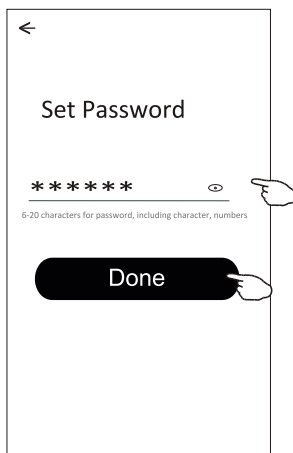 Set Password
******
6-20 characters for password, including character, numbers
Done